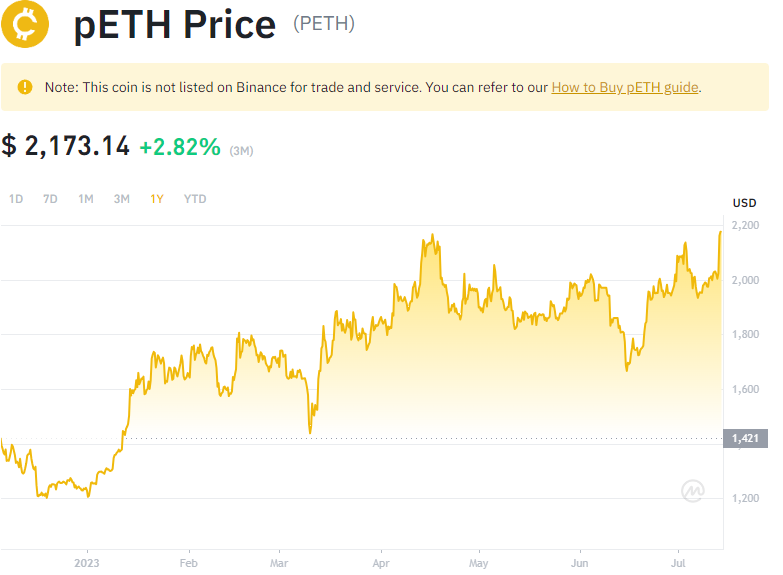 pETH Price (PETH)
Note: This coin is not listed on Binance for trade and service. You can refer to our How to Buy pETH guide.
$ 2,173.14 +2.82% (3M)
1D 7D 1M 3M 1Y YTD
USD
2,200
2,000
1,800
1,600
1,421
1,200
2023 Feb Mar Apr May Jun Jul